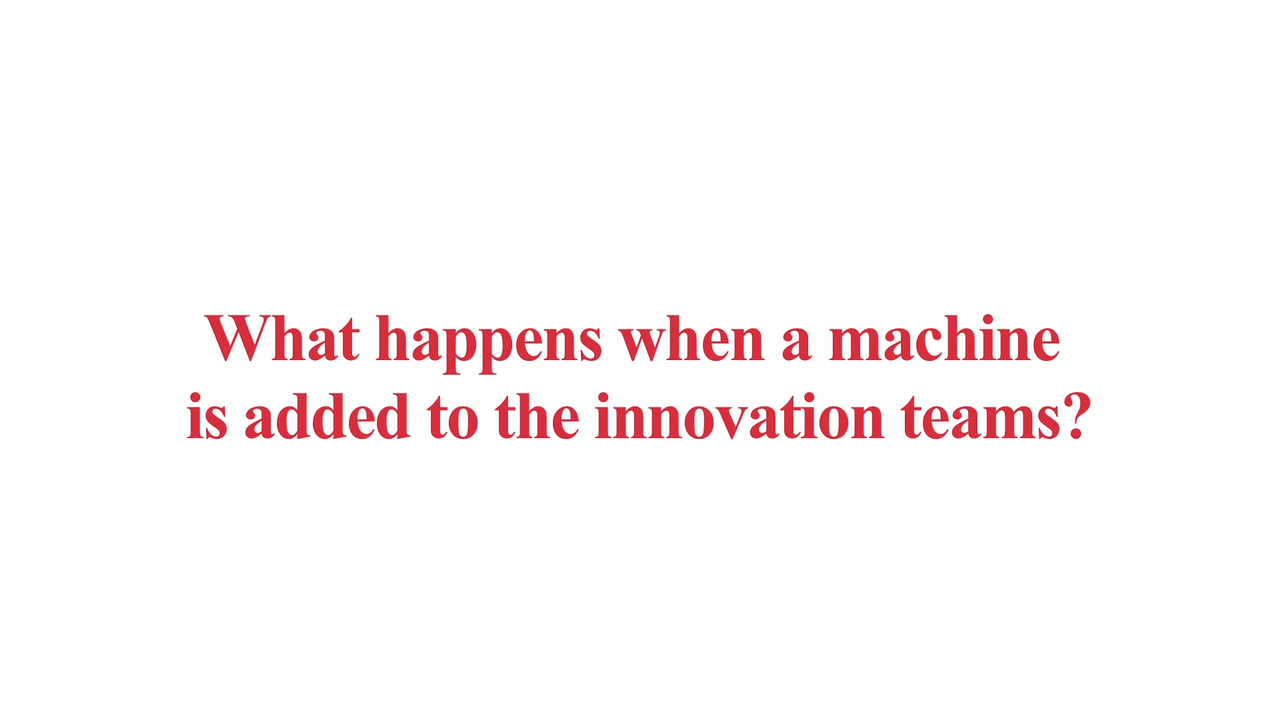 What happens when a machine
is added to the innovation teams?